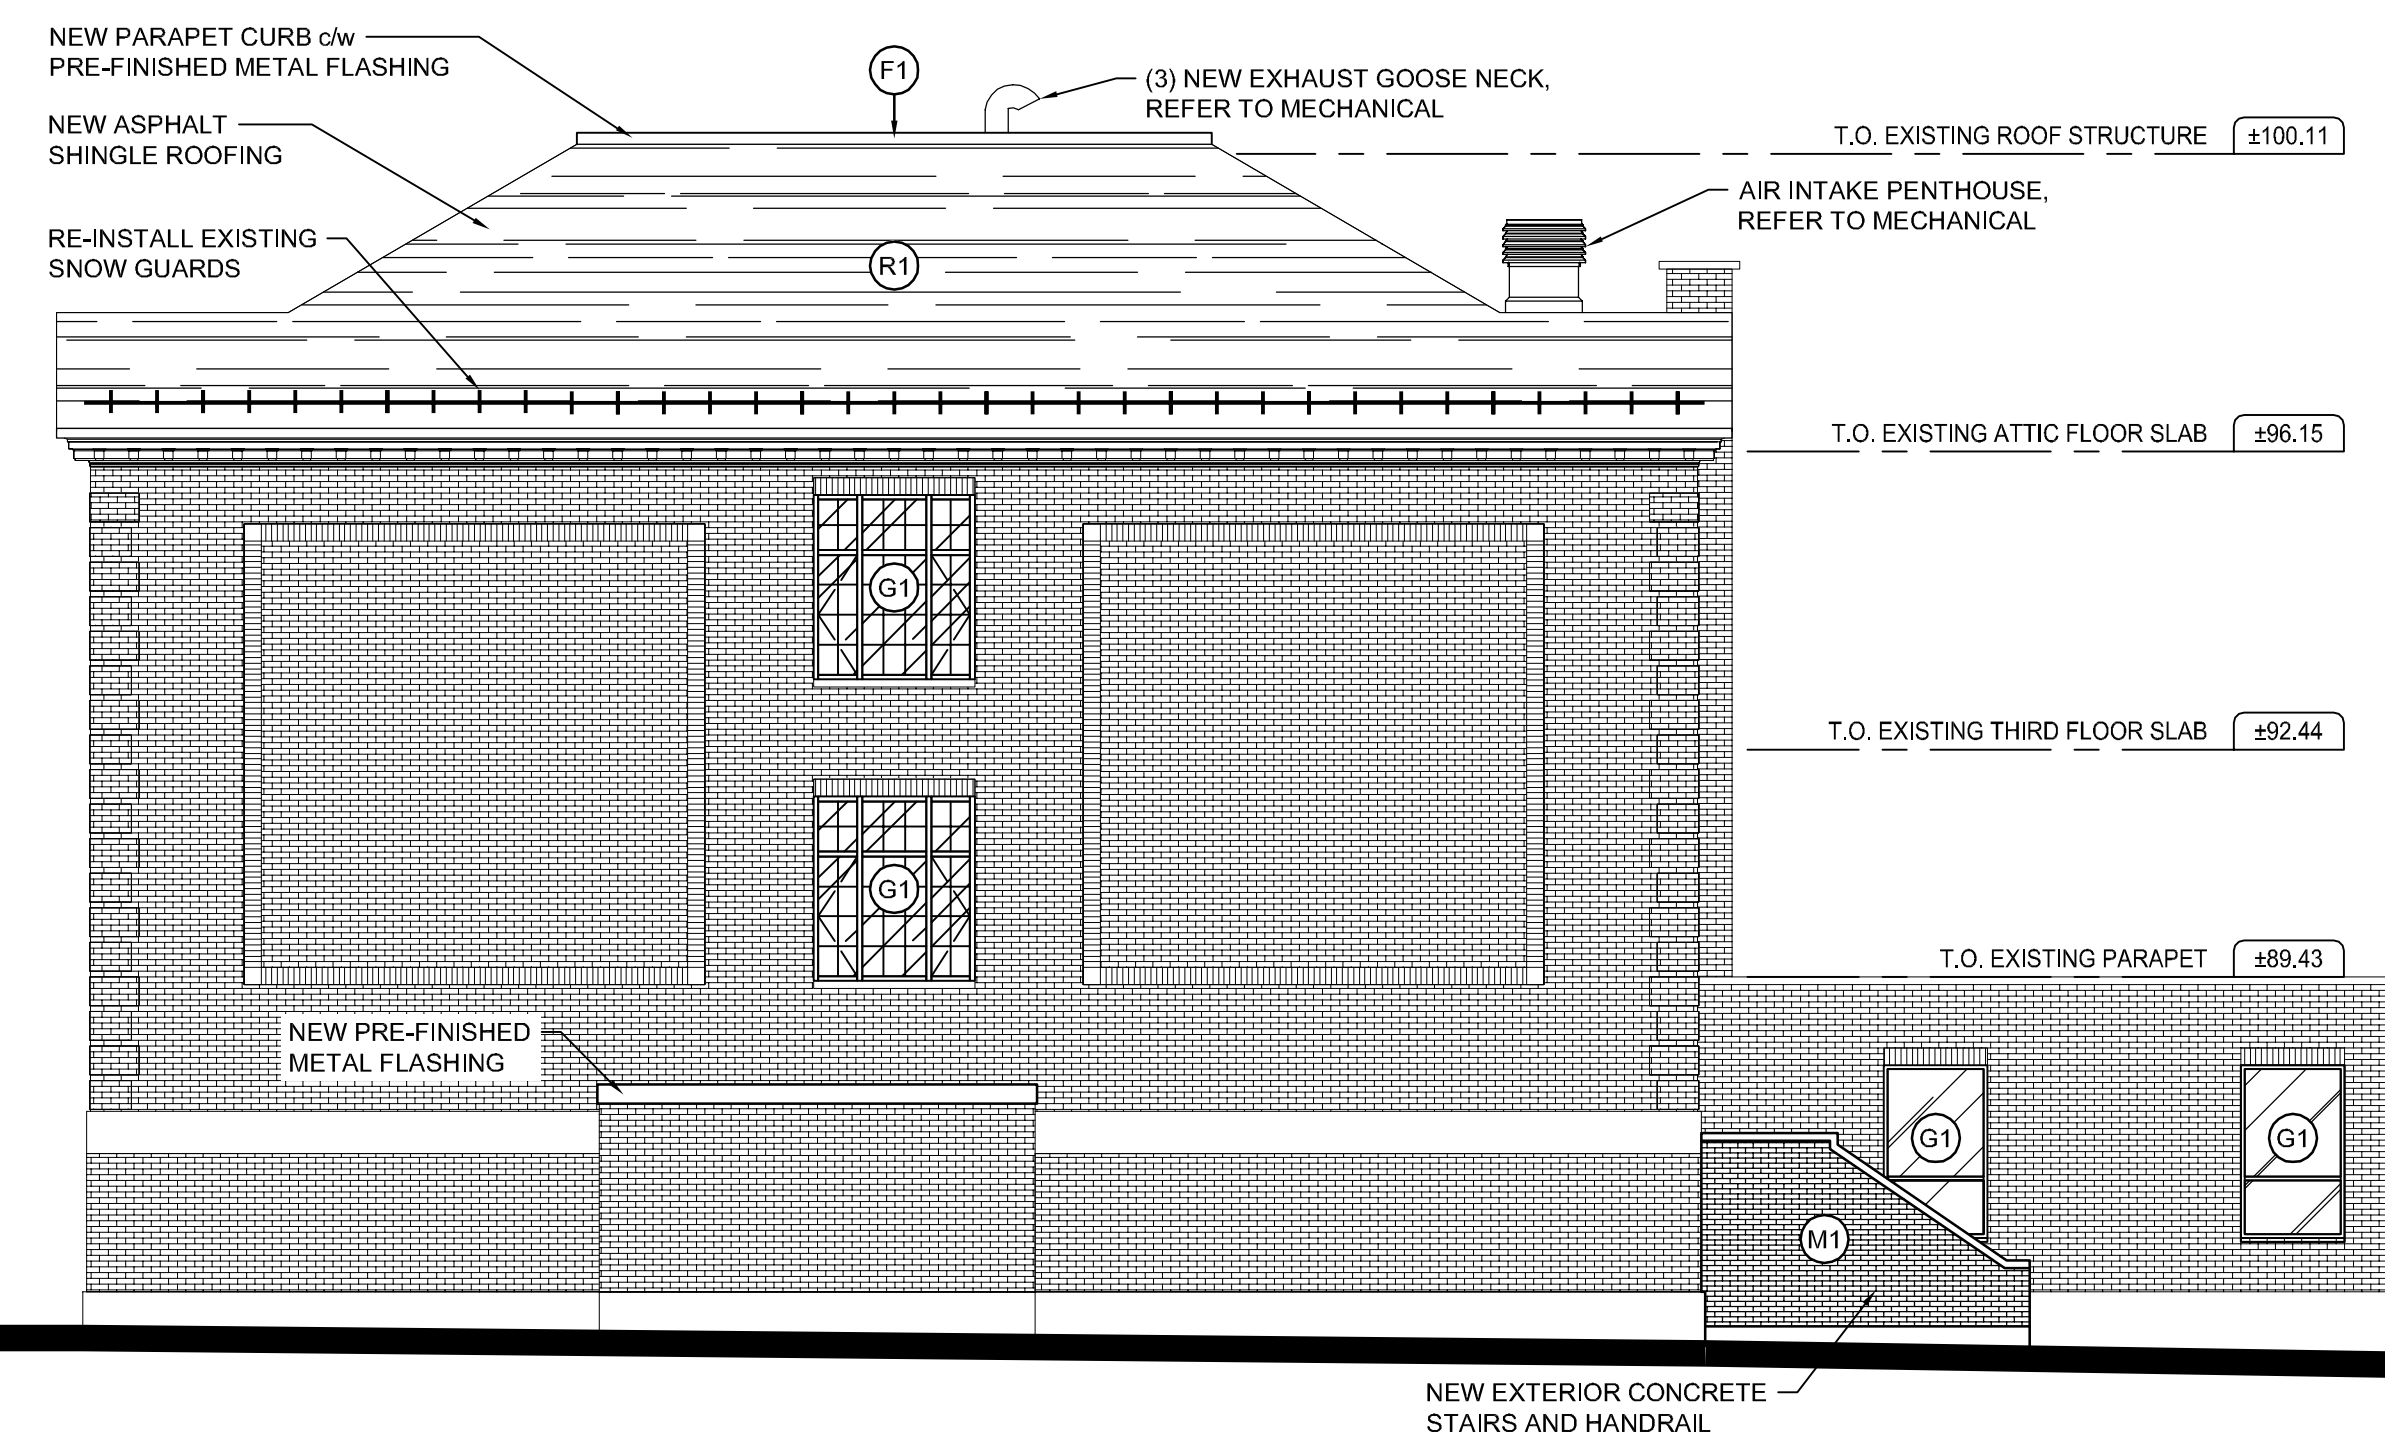 NEW PARAPET CURB c/w
PRE-FINISHED METAL FLASHING
F1
(3) NEW EXHAUST GOOSE NECK,
REFER TO MECHANICAL
NEW ASPHALT
SHINGLE ROOFING
T.O. EXISTING ROOF STRUCTURE ±100.11
AIR INTAKE PENTHOUSE,
REFER TO MECHANICAL
RE-INSTALL EXISTING
SNOW GUARDS
R1
T.O. EXISTING ATTIC FLOOR SLAB ±96.15
G1
T.O. EXISTING THIRD FLOOR SLAB ±92.44
G1
T.O. EXISTING PARAPET ±89.43
NEW PRE-FINISHED
METAL FLASHING
G1
G1
M1
NEW EXTERIOR CONCRETE
STAIRS AND HANDRAIL